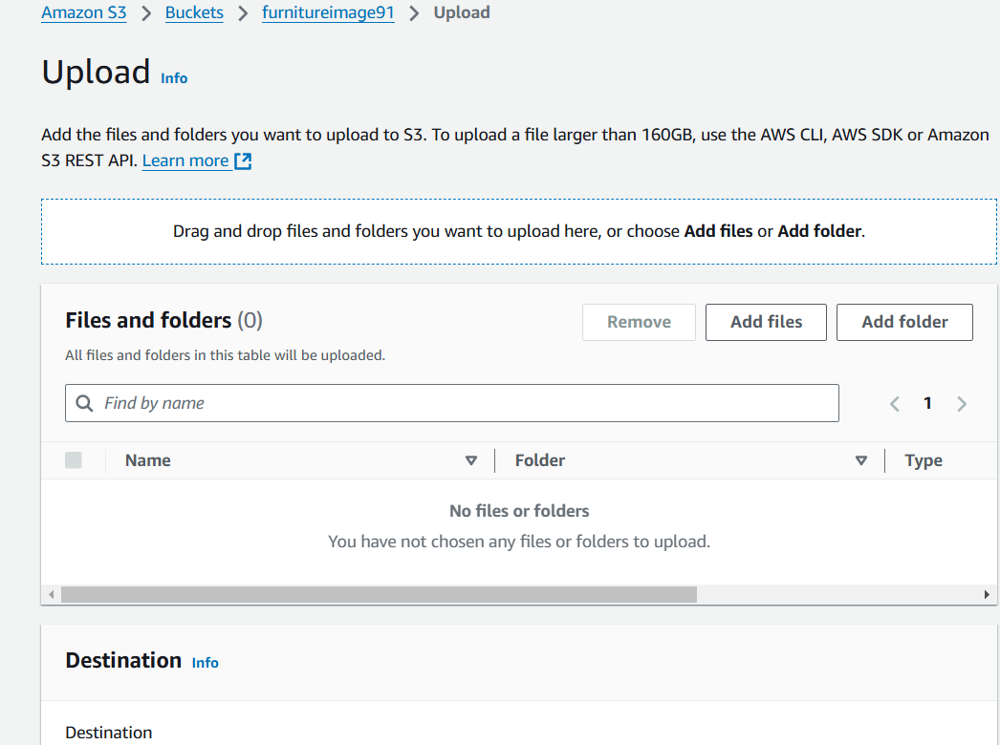 Amazon S3 > Buckets > furnitureimage91 > Upload
Upload Info
Add the files and folders you want to upload to S3. To upload a file larger than 160GB, use the AWS CLI, AWS SDK or Amazon
S3 REST API. Learn more
Drag and drop files and folders you want to upload here, or choose Add files or Add folder.
Files and folders (0) Remove Add files Add folder
All files and folders in this table will be uploaded.
Find by name < 1 >
Name Folder Type
No files or folders
You have not chosen any files or folders to upload.
Destination Info
Destination